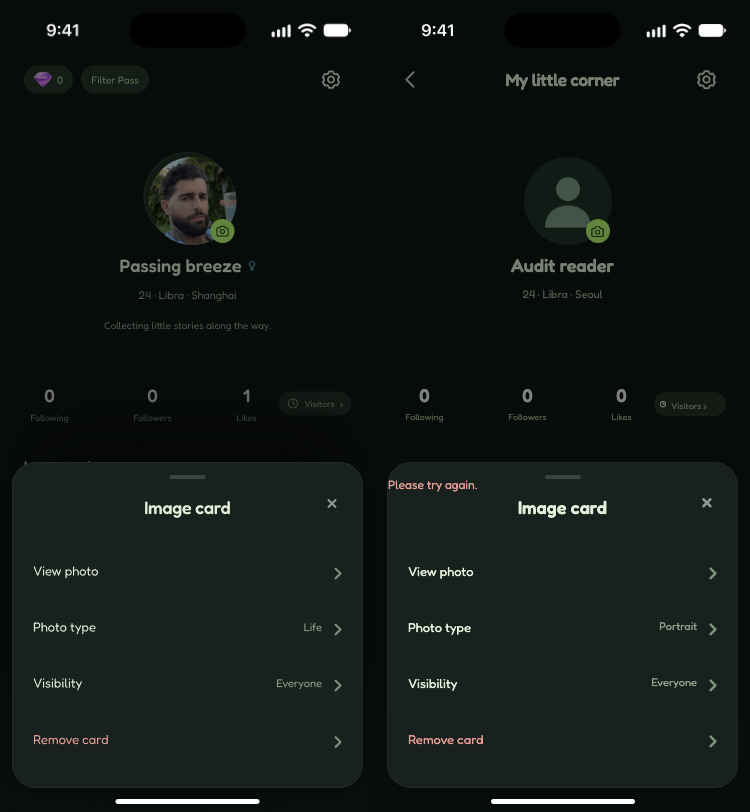 9:41
0
Filter Pass
Passing breeze
24 · Libra · Shanghai
Collecting little stories along the way.
0
0
1
Following
Followers
Likes
Visitors ›
Image card
View photo
Photo type
Life
Visibility
Everyone
Remove card
9:41
My little corner
Audit reader
24 · Libra · Seoul
0
0
0
Following
Followers
Likes
Visitors ›
Please try again.
Image card
View photo
Photo type
Portrait
Visibility
Everyone
Remove card